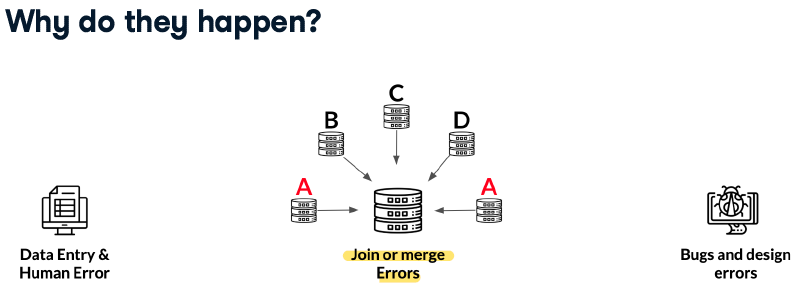 Why do they happen?
C
B
D
A
A
Data Entry &
Human Error
Join or merge
Errors
Bugs and design
errors